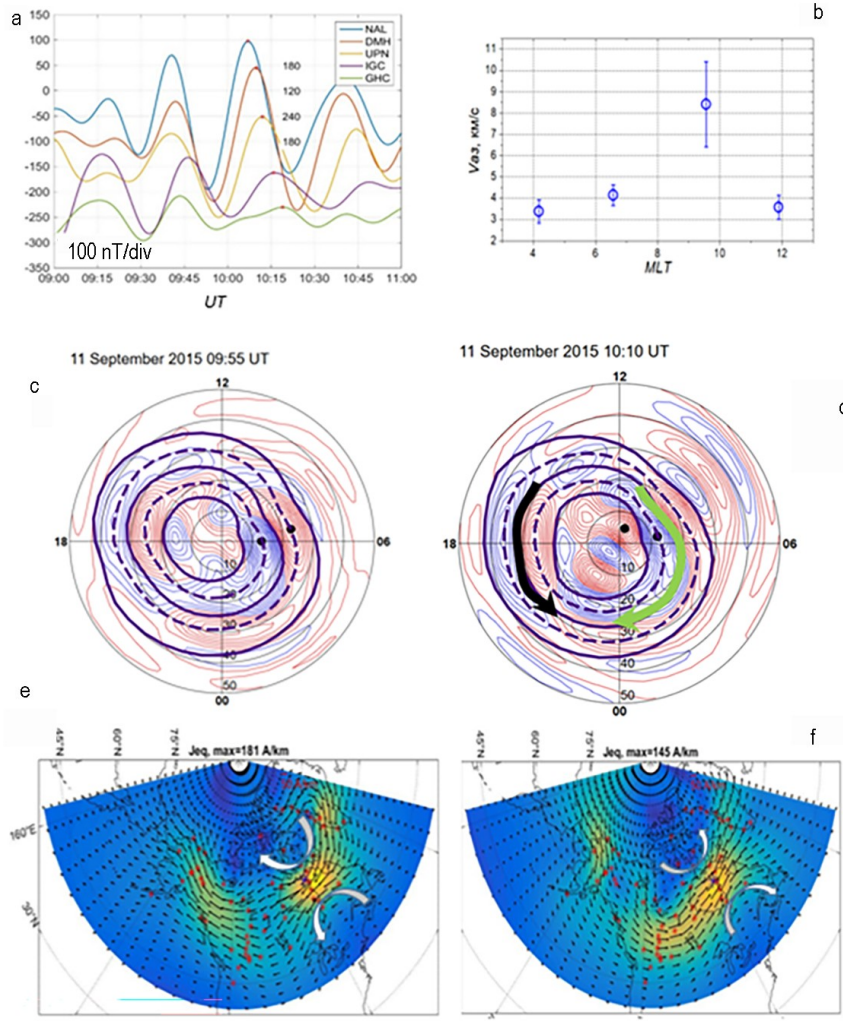 a
150
100
50
0
-50
-100
-150
-200
-250
-300
-350
NAL
DMH
UPN
IGC
GHC
180
120
240
180
100 nT/div
09:00 09:15 09:30 09:45 10:00 10:15 10:30 10:45 11:00
UT
b
11
10
9
8
7
6
5
4
3
2
Vаз, км/с
4 6 8 10 12
MLT
11 September 2015 09:55 UT
c
12
18
06
10
20
30
40
50
00
11 September 2015 10:10 UT
12
18
06
10
20
30
40
50
00
e
45°N
60°N
75°N
Jeq, max=181 A/km
160°E
30°N
f
45°N
60°N
75°N
Jeq, max=145 A/km